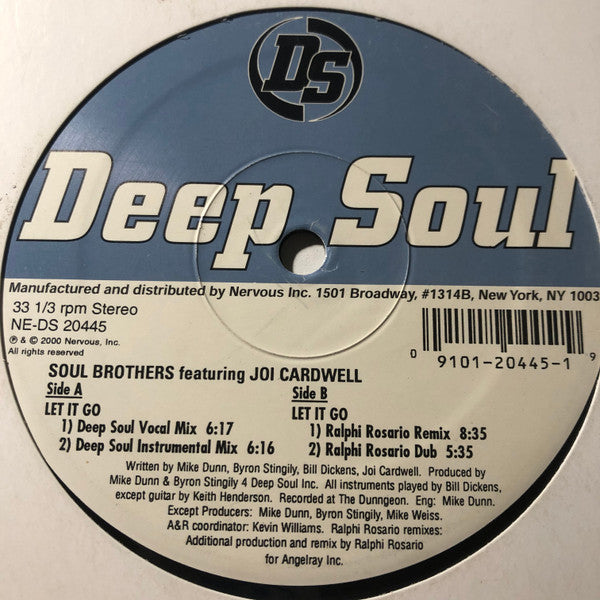 DS
Deep Soul
Manufactured and distributed by Nervous Inc. 1501 Broadway, #1314B, New York, NY 1003
33 1/3 rpm Stereo
NE-DS 20445
℗ & © 2000 Nervous, Inc.
All rights reserved
0 9101-20445-1 9
SOUL BROTHERS featuring JOI CARDWELL
Side A
LET IT GO
1) Deep Soul Vocal Mix 6:17
2) Deep Soul Instrumental Mix 6:16
Side B
LET IT GO
1) Ralphi Rosario Remix 8:35
2) Ralphi Rosario Dub 5:35
Written by Mike Dunn, Byron Stingily, Bill Dickens, Joi Cardwell. Produced by
Mike Dunn & Byron Stingily 4 Deep Soul Inc. All instruments played by Bill Dickens,
except guitar by Keith Henderson. Recorded at The Dunngeon. Eng: Mike Dunn.
Except Producers: Mike Dunn, Byron Stingily, Mike Weiss.
A&R coordinator: Kevin Williams. Ralphi Rosario remixes:
Additional production and remix by Ralphi Rosario
for Angelray Inc.